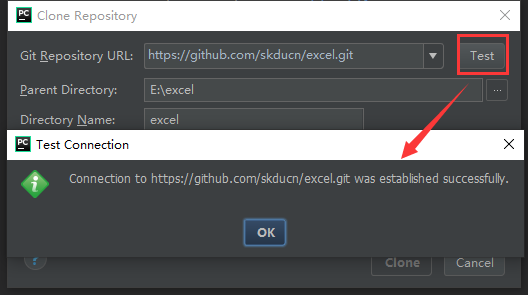 PC Clone Repository
Git Repository URL: https://github.com/skducn/excel.git Test
Parent Directory: E:\excel ...
Directory Name: excel
PC Test Connection
Connection to https://github.com/skducn/excel.git was established successfully.
OK
? Clone Cancel